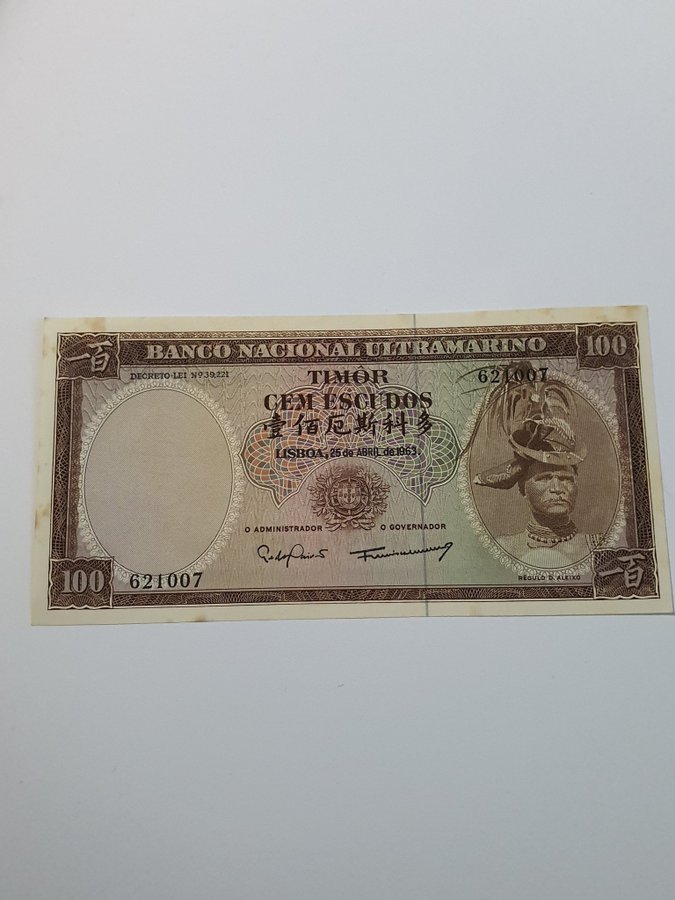 一百 BANCO NACIONAL ULTRAMARINO 100
DECRETO-LEI Nº 39.221
TIMÓR 621007
CEM ESCUDOS
壹佰厄斯科多
LISBOA, 25 de ABRIL de 1963
O ADMINISTRADOR O GOVERNADOR
100 621007
RÉGULO D. ALEIXO
一百